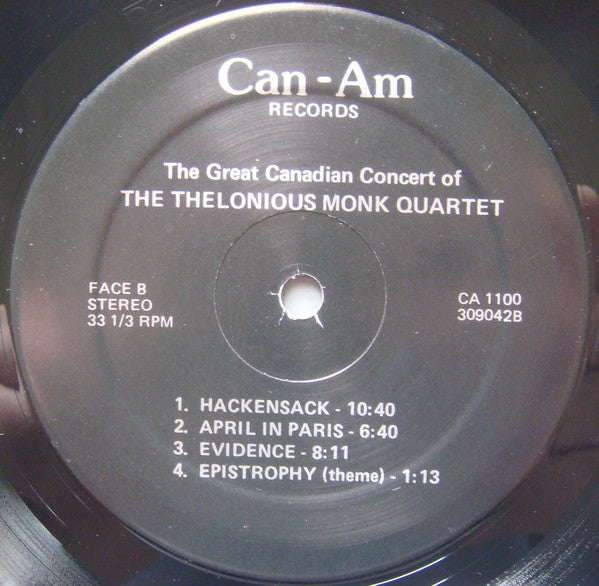 Can-Am
RECORDS
The Great Canadian Concert of
THE THELONIOUS MONK QUARTET
FACE B
STEREO
33 1/3 RPM
CA 1100
309042B
1. HACKENSACK - 10:40
2. APRIL IN PARIS - 6:40
3. EVIDENCE - 8:11
4. EPISTROPHY (theme) - 1:13